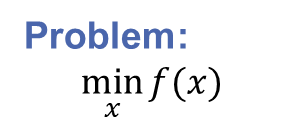 Problem:
min f(x)
x